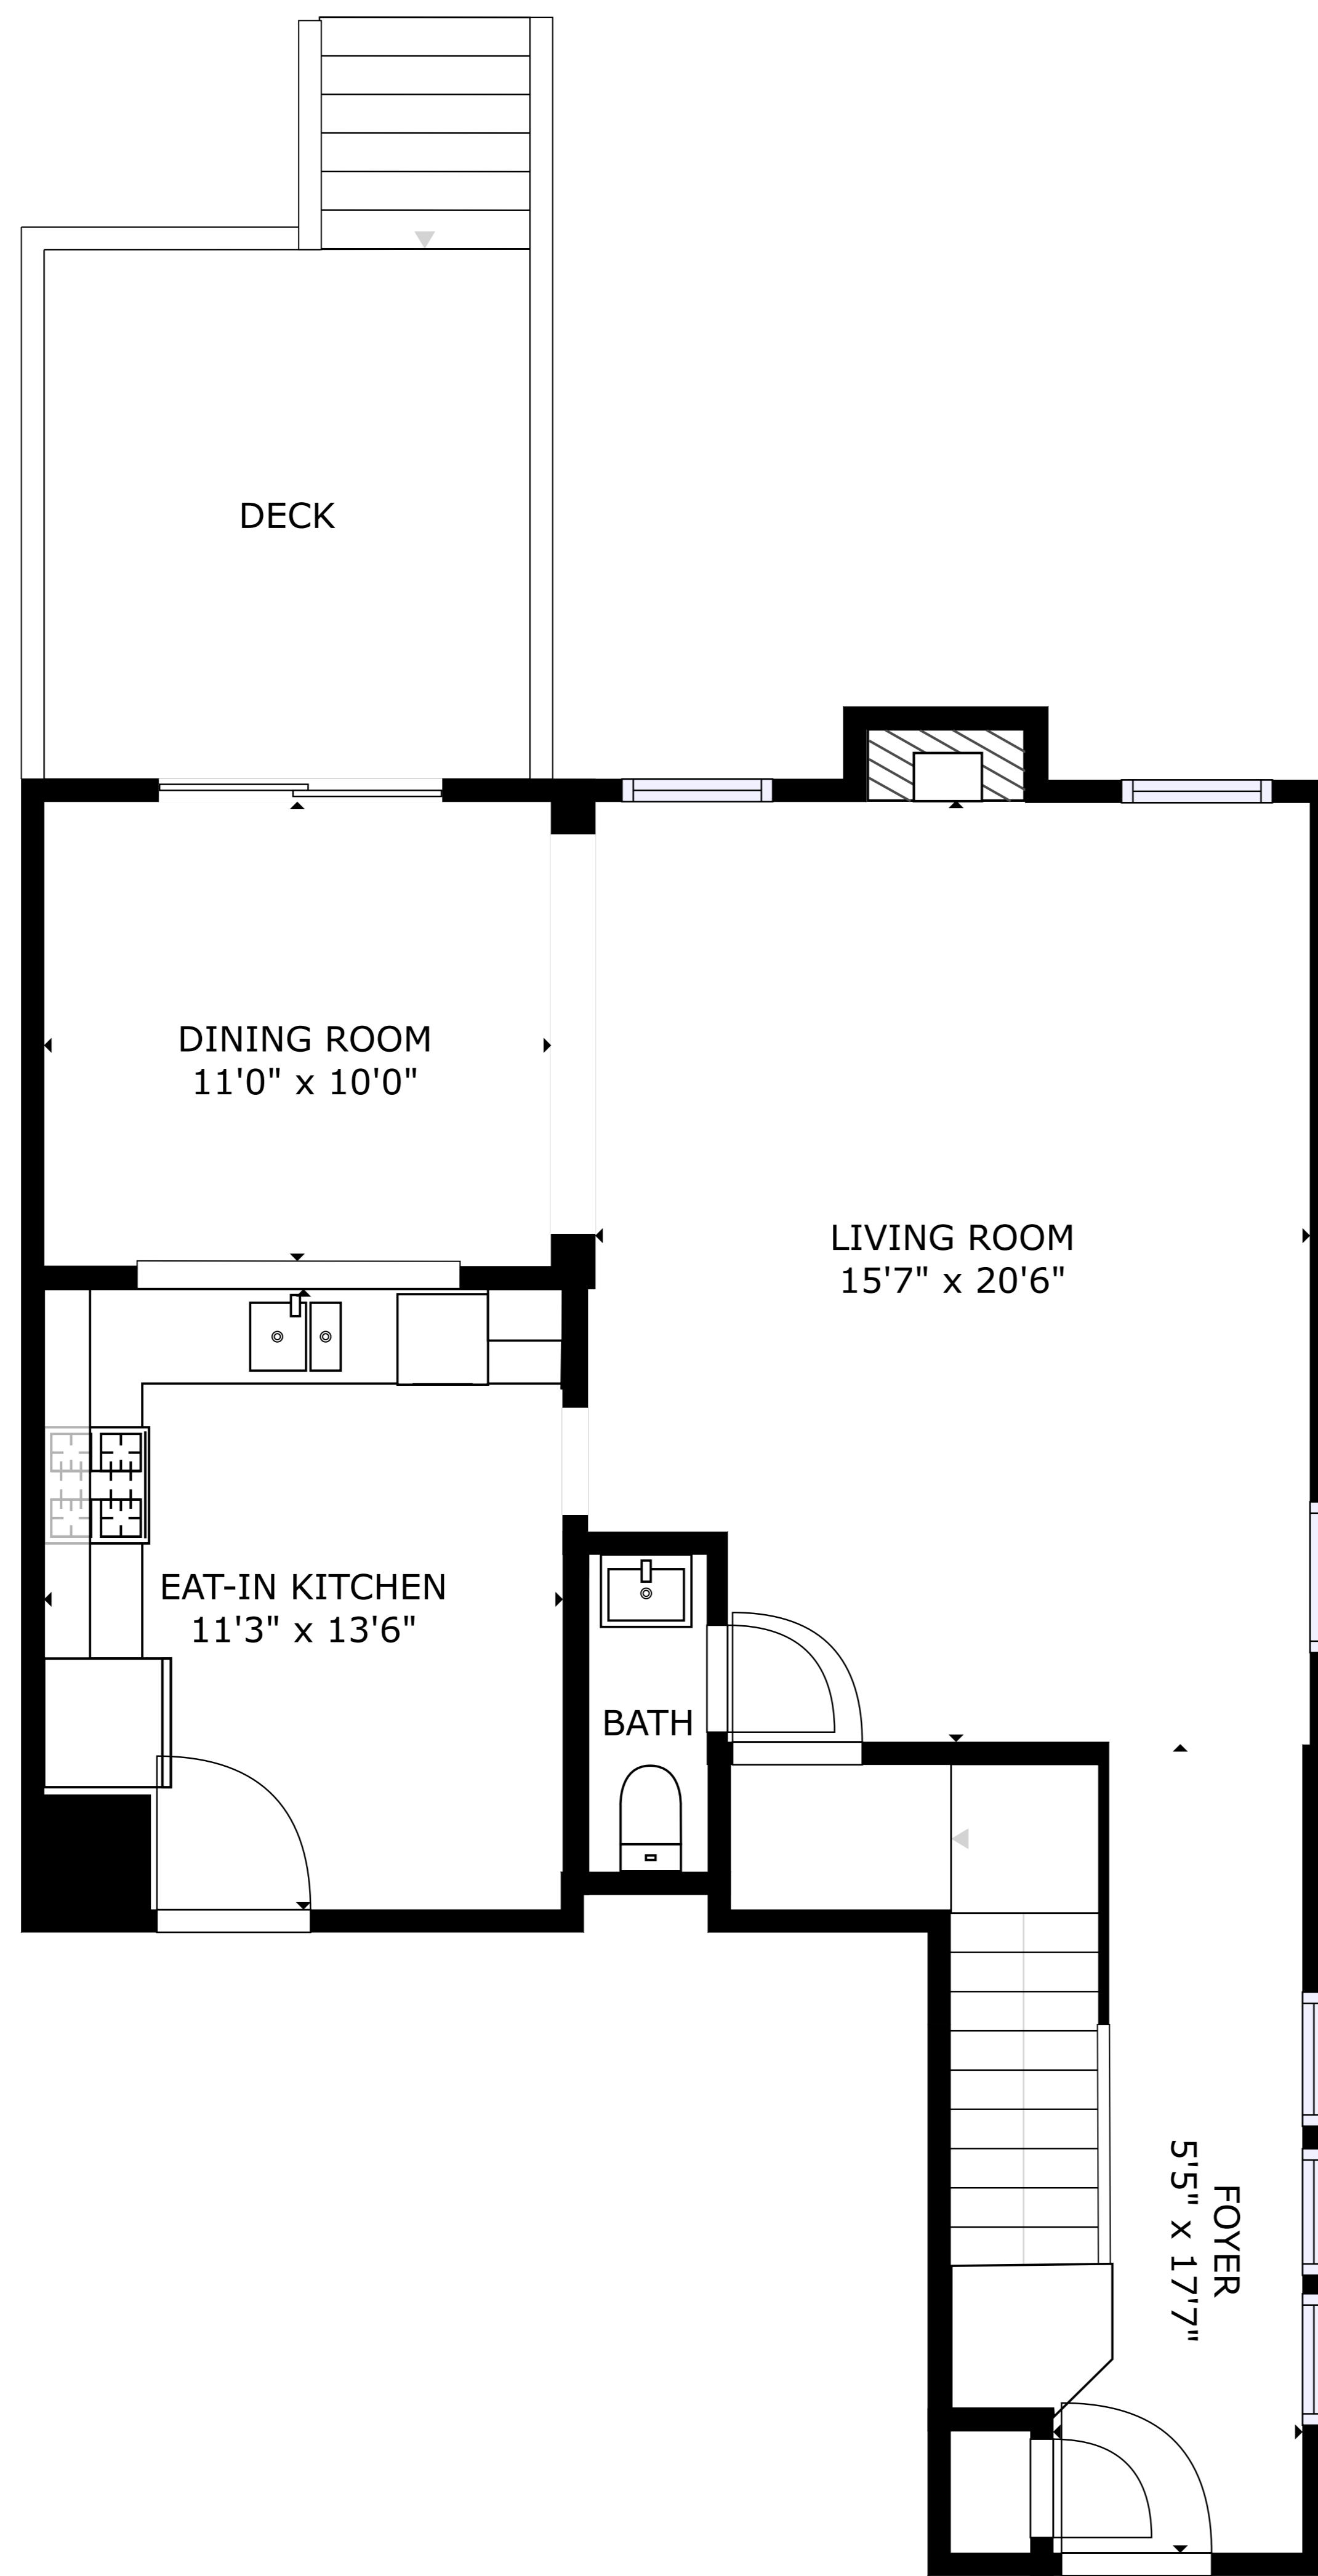 DECK
DINING ROOM
11'0" x 10'0"
LIVING ROOM
15'7" x 20'6"
EAT-IN KITCHEN
11'3" x 13'6"
BATH
FOYER
5'5" x 17'7"